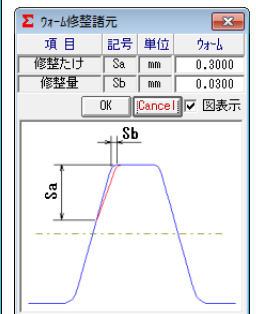 Σ ウォーム修整諸元
項 目 記号 単位 ウォーム
修整たけ Sa mm 0.3000
修整量 Sb mm 0.0300
OK Cancel 図表示
Sb
Sa